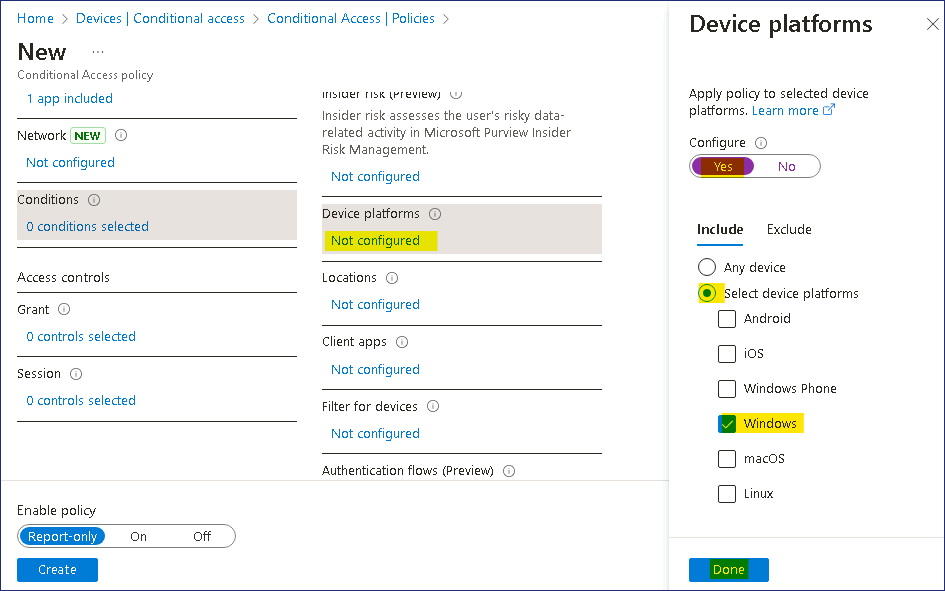 Home > Devices | Conditional access > Conditional Access | Policies >
New ...
Conditional Access policy
1 app included
Network NEW
Not configured
Conditions
0 conditions selected
Access controls
Grant
0 controls selected
Session
0 controls selected
Insider risk (Preview)
Insider risk assesses the user's risky data-
related activity in Microsoft Purview Insider
Risk Management.
Not configured
Device platforms
Not configured
Locations
Not configured
Client apps
Not configured
Filter for devices
Not configured
Authentication flows (Preview)
Enable policy
Report-only On Off
Create
Device platforms
Apply policy to selected device
platforms. Learn more
Configure
Yes No
Include Exclude
Any device
Select device platforms
Android
iOS
Windows Phone
Windows
macOS
Linux
Done